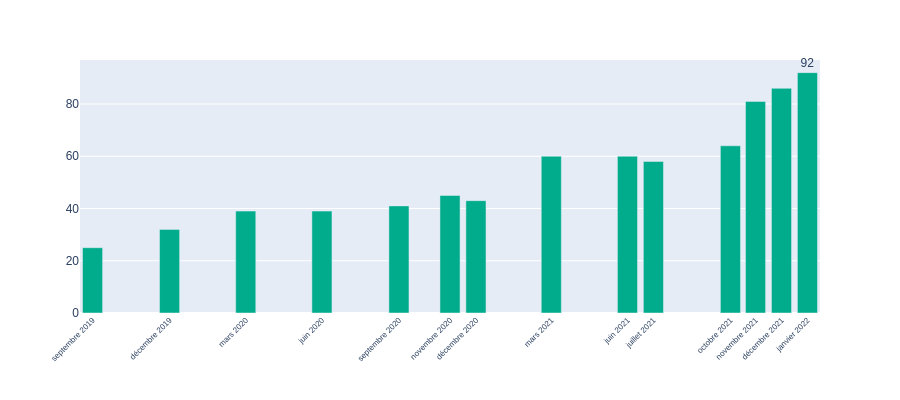 92
80
60
40
20
0
septembre 2019
décembre 2019
mars 2020
juin 2020
septembre 2020
novembre 2020
décembre 2020
mars 2021
juin 2021
juillet 2021
octobre 2021
novembre 2021
décembre 2021
janvier 2022